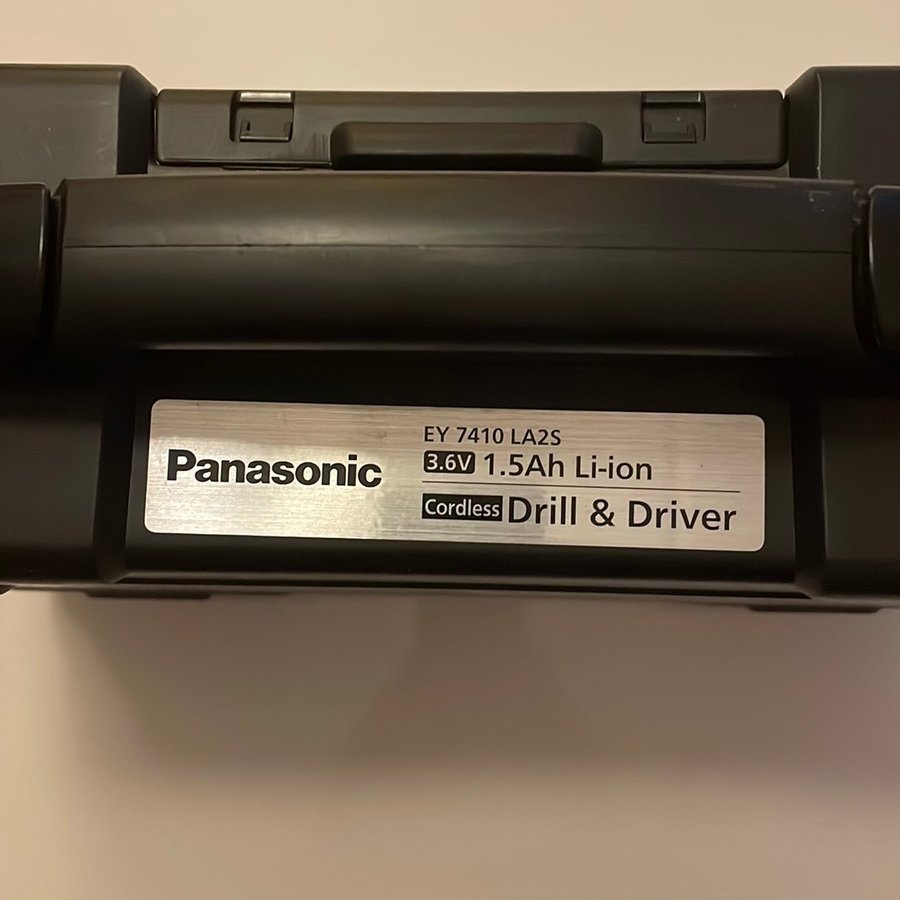 Panasonic
EY 7410 LA2S
3.6V 1.5Ah Li-ion
Cordless Drill & Driver